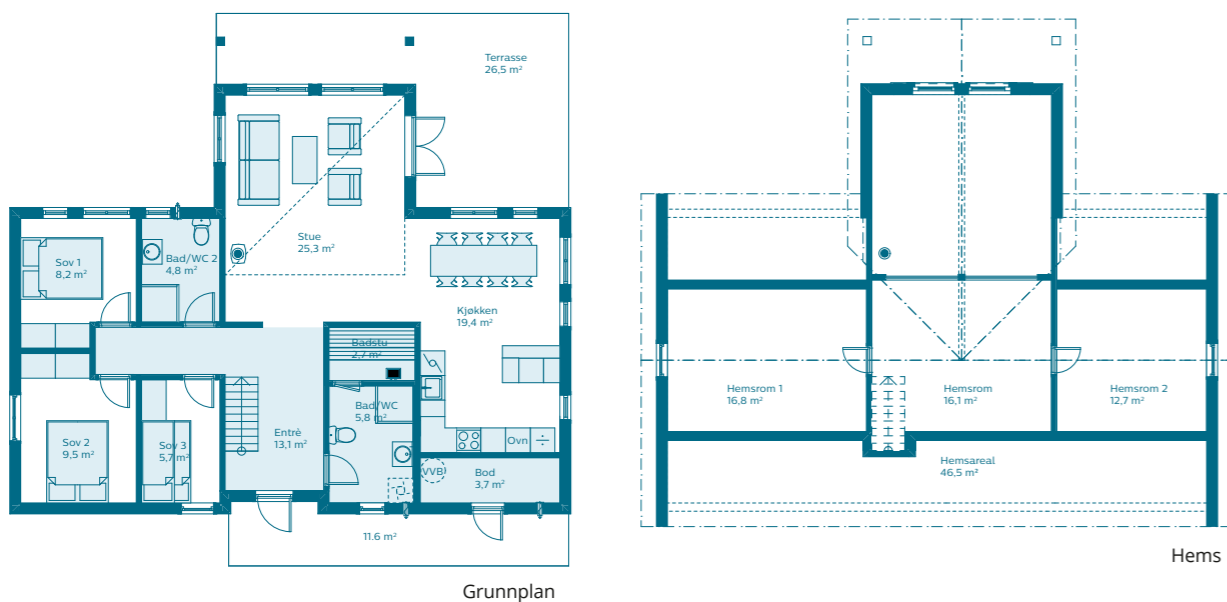 Terrasse
26,5 m²
Stue
25,3 m²
Bad/WC 2
4,8 m²
Sov 1
8,2 m²
Kjøkken
19,4 m²
Badstu
2,7 m²
Bad/WC
5,8 m²
Entrè
13,1 m²
Sov 2
9,5 m²
Sov 3
5,7 m²
Ovn
VVB
Bod
3,7 m²
11.6 m²
Grunnplan
Hemsrom 1
16,8 m²
Hemsrom
16,1 m²
Hemsrom 2
12,7 m²
Hemsareal
46,5 m²
Hems